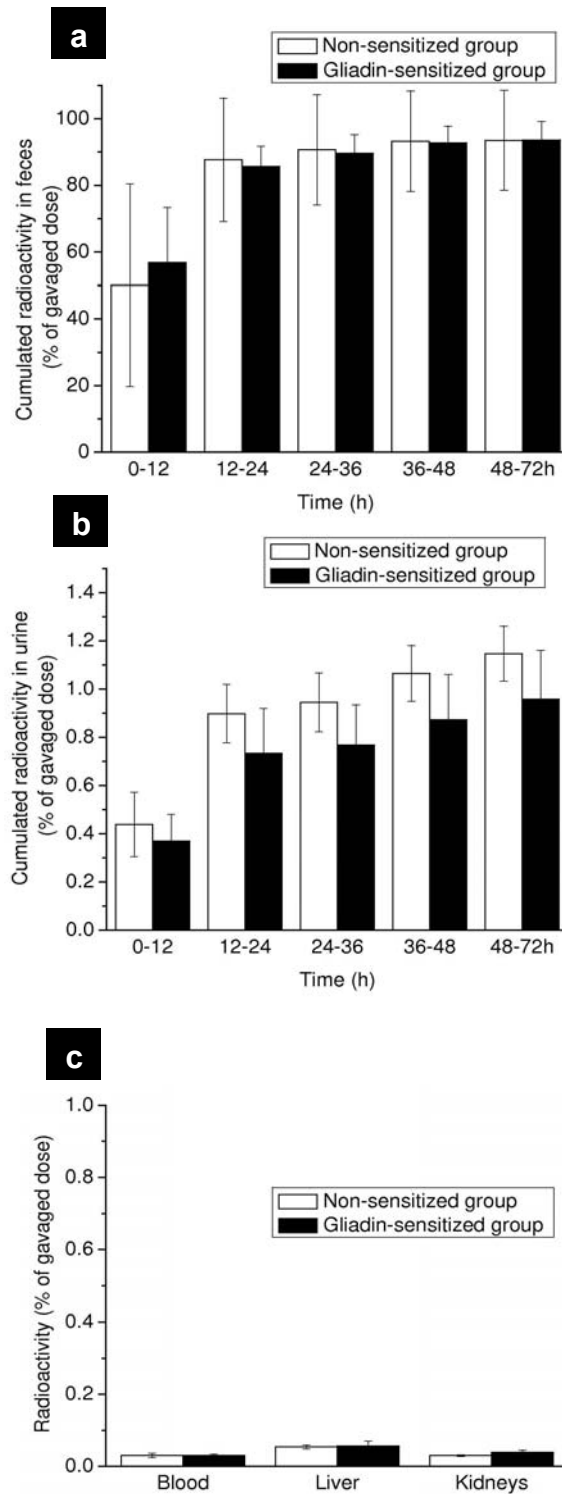 a
Non-sensitized group
Gliadin-sensitized group
Cumulated radioactivity in feces
(% of gavaged dose)
100
80
60
40
20
0
0-12 12-24 24-36 36-48 48-72h
Time (h)
b
Non-sensitized group
Gliadin-sensitized group
Cumulated radioactivity in urine
(% of gavaged dose)
1.4
1.2
1.0
0.8
0.6
0.4
0.2
0.0
0-12 12-24 24-36 36-48 48-72h
Time (h)
c
Non-sensitized group
Gliadin-sensitized group
Radioactivity (% of gavaged dose)
1.0
0.8
0.6
0.4
0.2
0.0
Blood Liver Kidneys